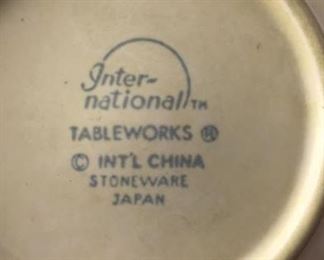 Inter-
national TM
TABLEWORKS ®
© INT'L CHINA
STONEWARE
JAPAN